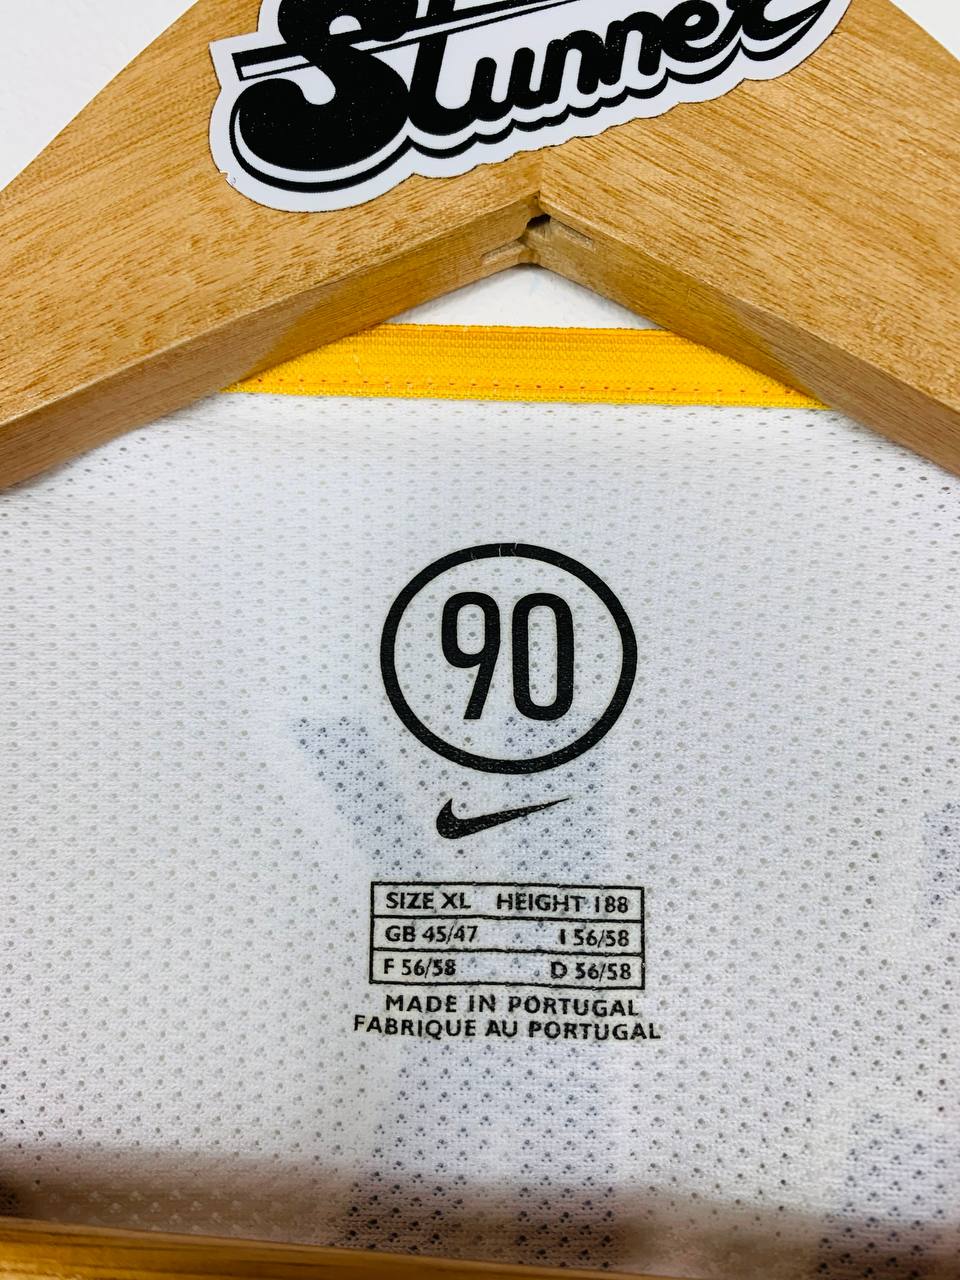 Stunner
90
SIZE XL HEIGHT 188
GB 45/47 I 56/58
F 56/58 D 56/58
MADE IN PORTUGAL
FABRIQUE AU PORTUGAL